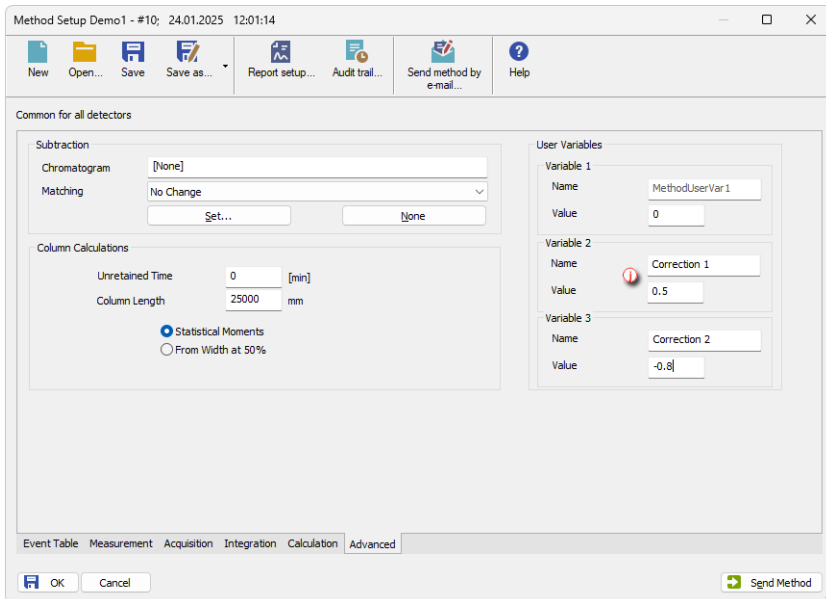 Method Setup Demo1 - #10; 24.01.2025 12:01:14
New Open... Save Save as... Report setup... Audit trail... Send method by e-mail... Help
Common for all detectors
Subtraction
Chromatogram [None]
Matching No Change
Set... None
Column Calculations
Unretained Time 0 [min]
Column Length 25000 mm
Statistical Moments
From Width at 50%
User Variables
Variable 1
Name MethodUserVar1
Value 0
Variable 2
Name Correction 1
Value 0.5
Variable 3
Name Correction 2
Value -0.8
Event Table Measurement Acquisition Integration Calculation Advanced
OK Cancel Send Method